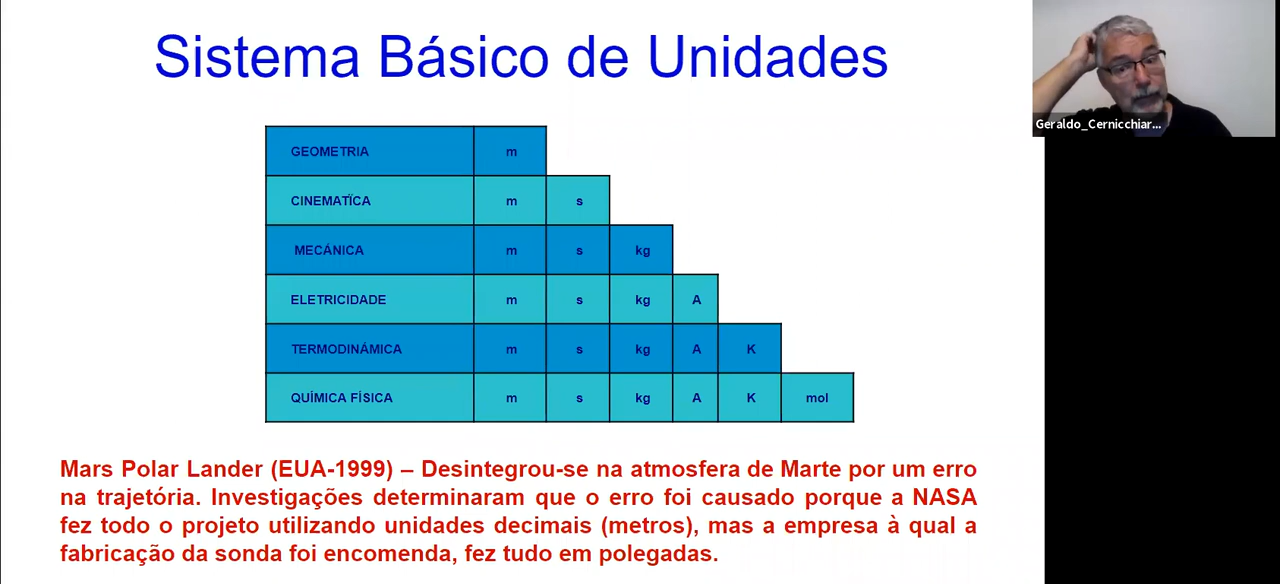 Sistema Básico de Unidades
Geraldo_Cernicchiar...
GEOMETRIA m
CINEMATÏCA m s
MECÁNICA m s kg
ELETRICIDADE m s kg A
TERMODINÁMICA m s kg A K
QUÍMICA FÍSICA m s kg A K mol
Mars Polar Lander (EUA-1999) – Desintegrou-se na atmosfera de Marte por um erro
na trajetória. Investigações determinaram que o erro foi causado porque a NASA
fez todo o projeto utilizando unidades decimais (metros), mas a empresa à qual a
fabricação da sonda foi encomenda, fez tudo em polegadas.